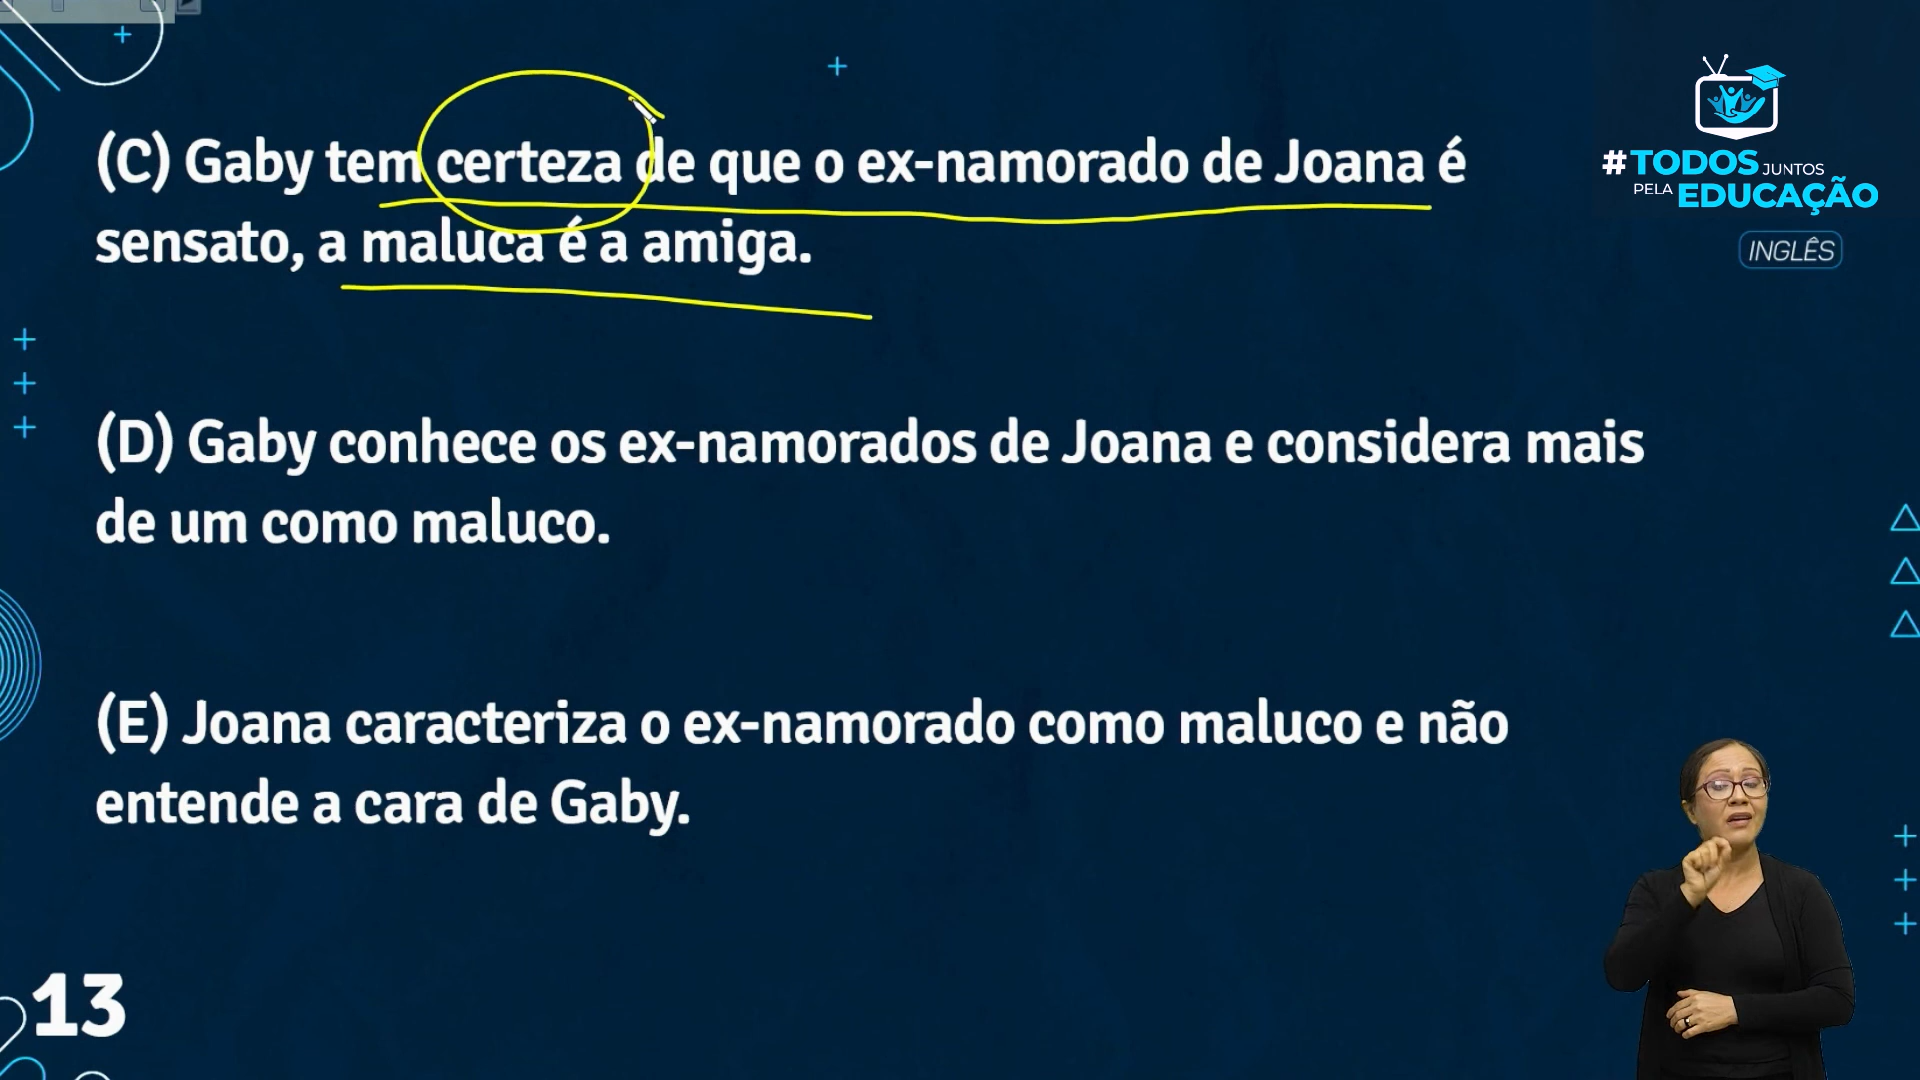 (C) Gaby tem certeza de que o ex-namorado de Joana é
sensato, a maluca é a amiga.
(D) Gaby conhece os ex-namorados de Joana e considera mais
de um como maluco.
(E) Joana caracteriza o ex-namorado como maluco e não
entende a cara de Gaby.
13
#TODOS JUNTOS
PELA EDUCAÇÃO
INGLÊS